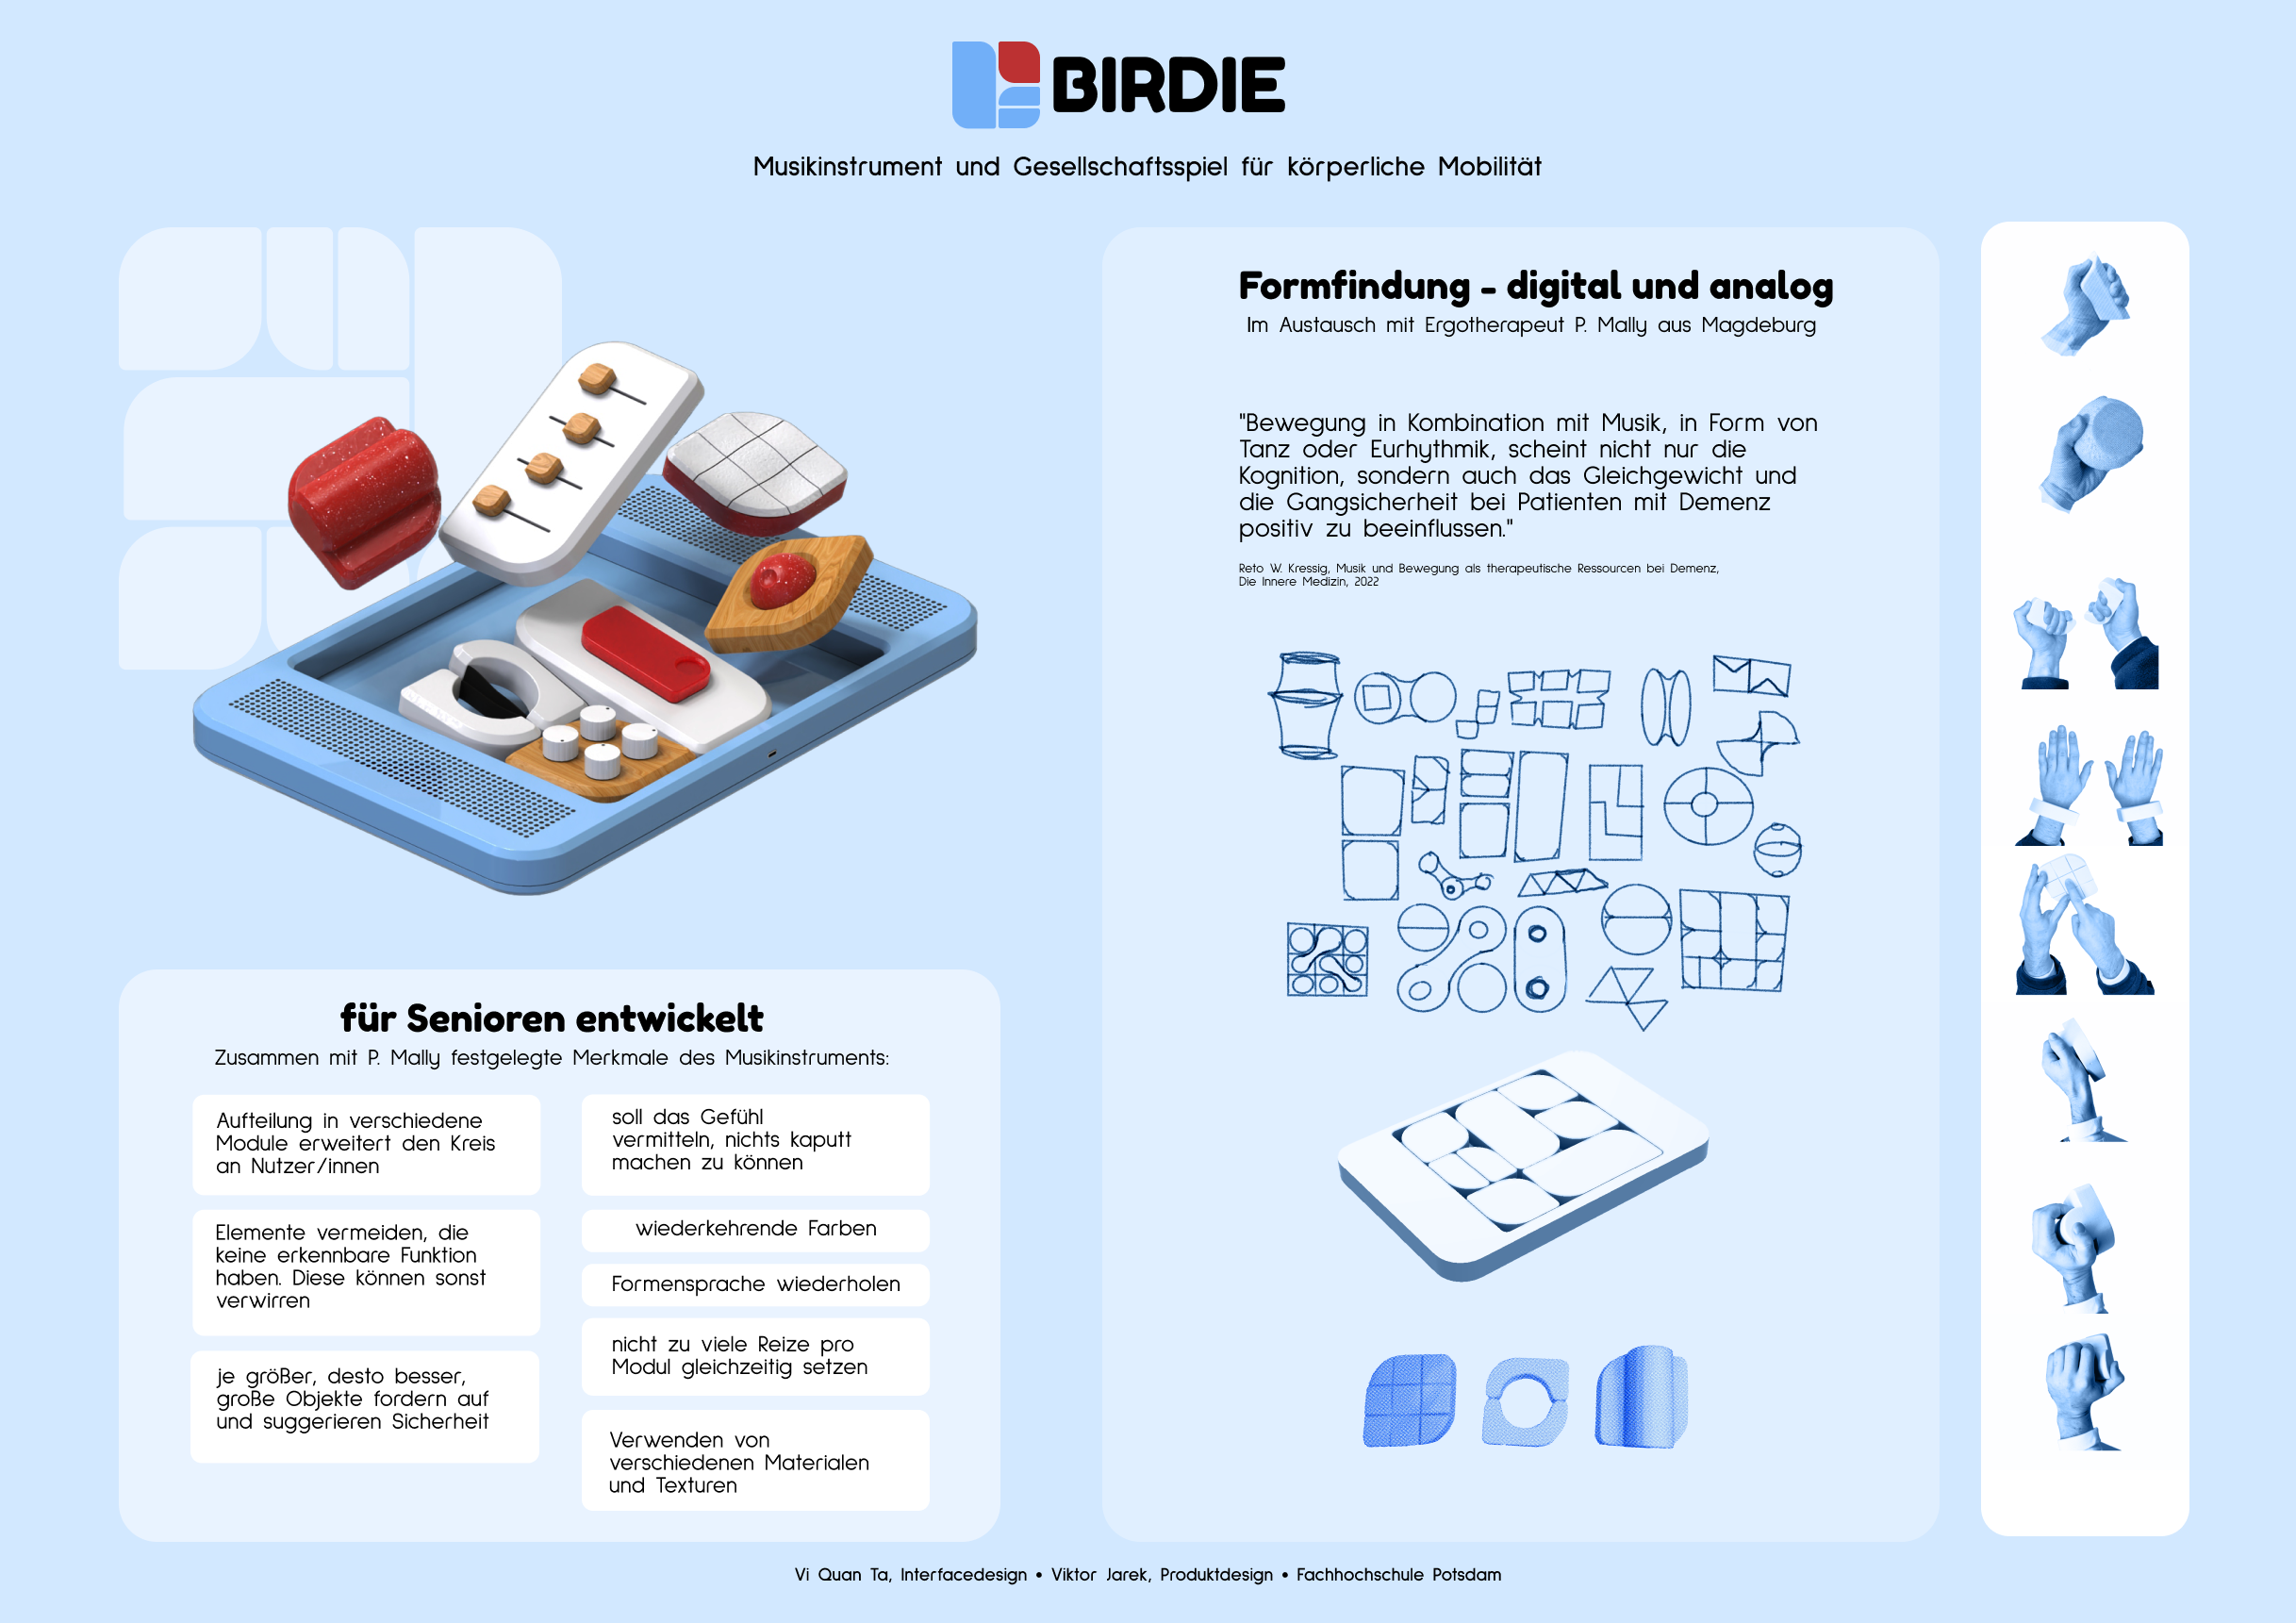 BIRDIE
Musikinstrument und Gesellschaftsspiel für körperliche Mobilität
für Senioren entwickelt
Zusammen mit P. Mally festgelegte Merkmale des Musikinstruments:
Aufteilung in verschiedene
Module erweitert den Kreis
an Nutzer/innen
Elemente vermeiden, die
keine erkennbare Funktion
haben. Diese können sonst
verwirren
je größer, desto besser,
große Objekte fordern auf
und suggerieren Sicherheit
soll das Gefühl
vermitteln, nichts kaputt
machen zu können
wiederkehrende Farben
Formensprache wiederholen
nicht zu viele Reize pro
Modul gleichzeitig setzen
Verwenden von
verschiedenen Materialen
und Texturen
Formfindung - digital und analog
Im Austausch mit Ergotherapeut P. Mally aus Magdeburg
"Bewegung in Kombination mit Musik, in Form von
Tanz oder Eurhythmik, scheint nicht nur die
Kognition, sondern auch das Gleichgewicht und
die Gangsicherheit bei Patienten mit Demenz
positiv zu beeinflussen."
Reto W. Kressig, Musik und Bewegung als therapeutische Ressourcen bei Demenz,
Die Innere Medizin, 2022
Vi Quan Ta, Interfacedesign • Viktor Jarek, Produktdesign • Fachhochschule Potsdam